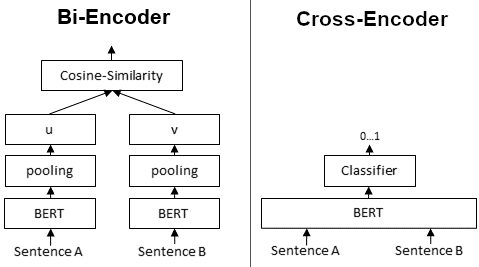 Bi-Encoder
Cosine-Similarity
u
v
pooling
pooling
BERT
BERT
Sentence A
Sentence B
Cross-Encoder
0...1
Classifier
BERT
Sentence A
Sentence B